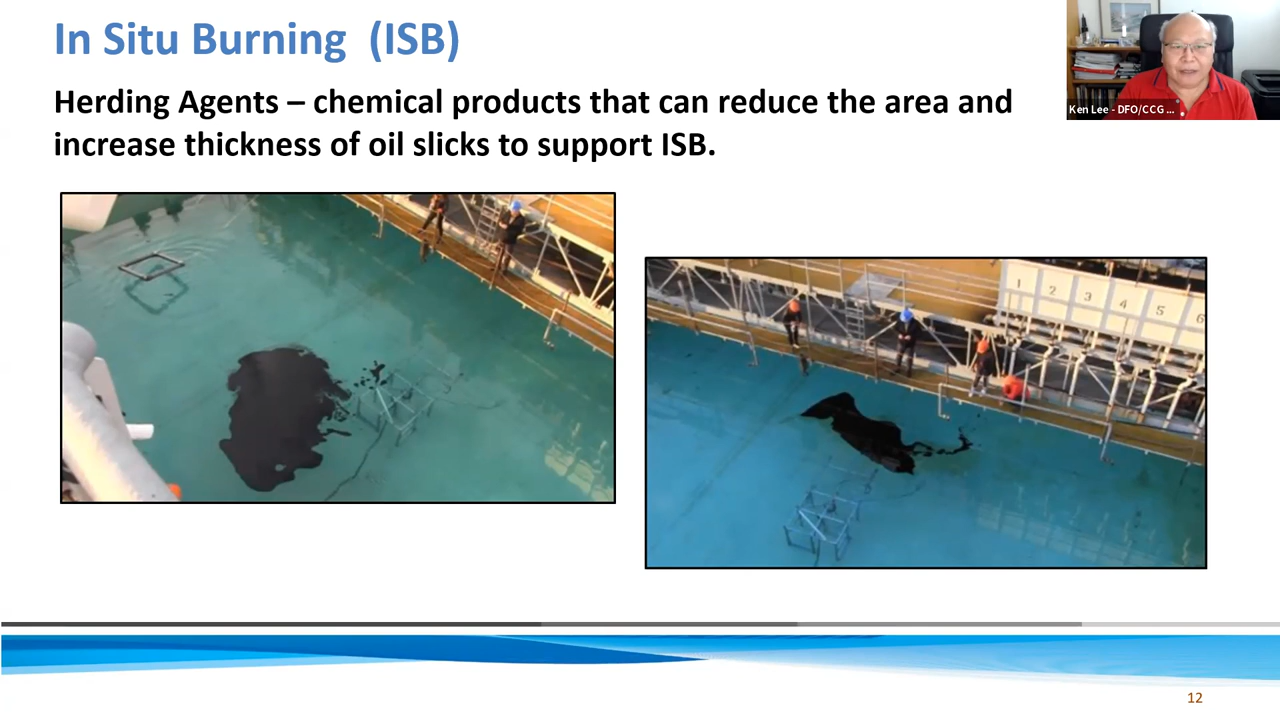 In Situ Burning (ISB)
Ken Lee - DFO/CCG ...
Herding Agents – chemical products that can reduce the area and
increase thickness of oil slicks to support ISB.
1 2 3 4 5 6
12